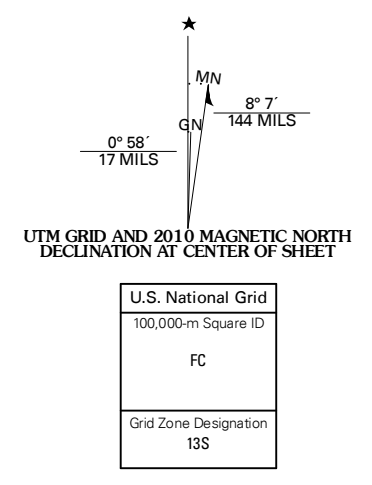 MN
8° 7´
144 MILS
GN
0° 58´
17 MILS
UTM GRID AND 2010 MAGNETIC NORTH
DECLINATION AT CENTER OF SHEET
U.S. National Grid
100,000-m Square ID
FC
Grid Zone Designation
13S